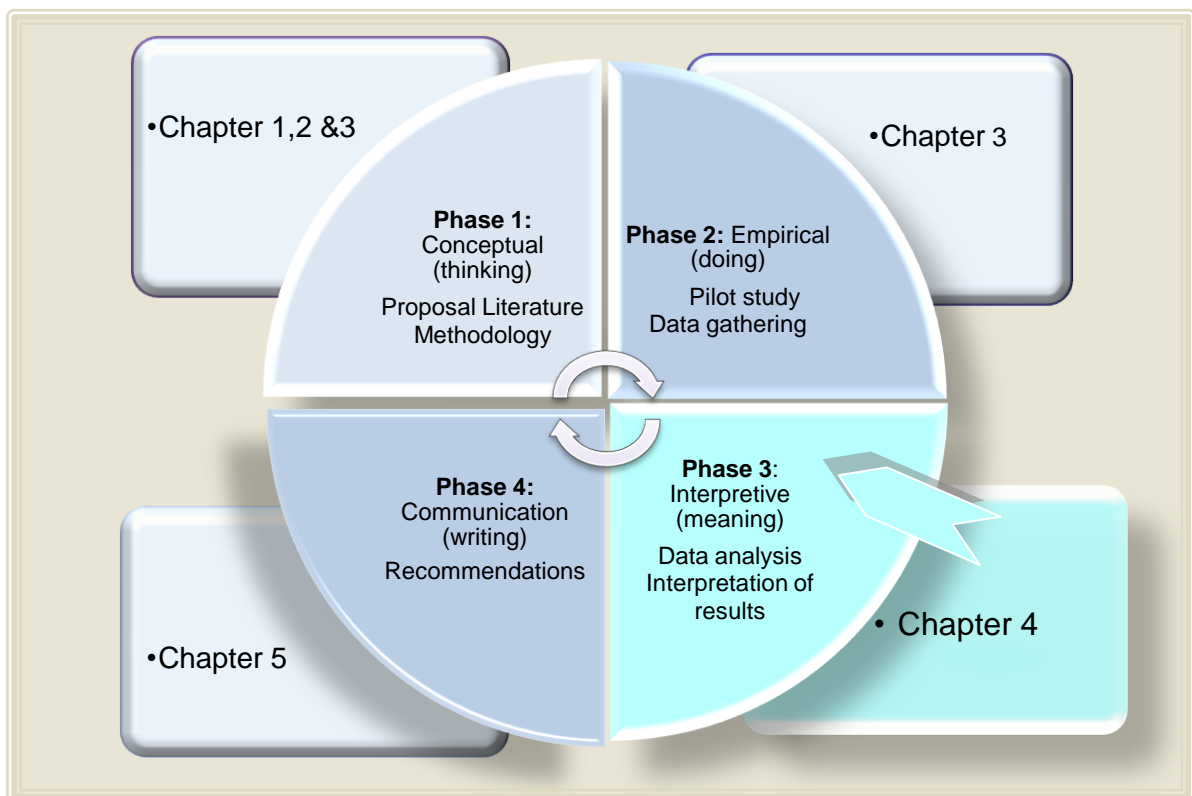 •Chapter 1,2 &3
Phase 1:
Conceptual
(thinking)
Proposal Literature
Methodology
•Chapter 3
Phase 2: Empirical
(doing)
Pilot study
Data gathering
Phase 3:
Interpretive
(meaning)
Data analysis
Interpretation of
results
• Chapter 4
Phase 4:
Communication
(writing)
Recommendations
•Chapter 5